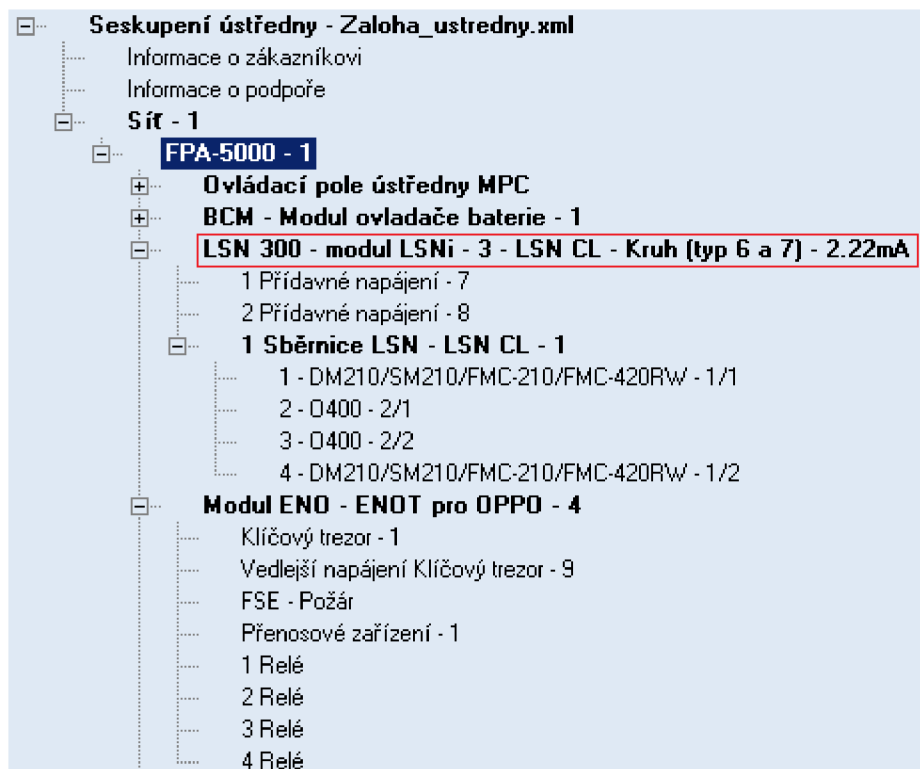 Seskupení ústředny - Zaloha_ustredny.xml
Informace o zákazníkovi
Informace o podpoře
Síť - 1
FPA-5000 - 1
Ovládací pole ústředny MPC
BCM - Modul ovladače baterie - 1
LSN 300 - modul LSNi - 3 - LSN CL - Kruh (typ 6 a 7) - 2.22mA
1 Přídavné napájení - 7
2 Přídavné napájení - 8
1 Sběrnice LSN - LSN CL - 1
1 - DM210/SM210/FMC-210/FMC-420RW - 1/1
2 - O400 - 2/1
3 - O400 - 2/2
4 - DM210/SM210/FMC-210/FMC-420RW - 1/2
Modul ENO - ENOT pro OPPO - 4
Klíčový trezor - 1
Vedlejší napájení Klíčový trezor - 9
FSE - Požár
Přenosové zařízení - 1
1 Relé
2 Relé
3 Relé
4 Relé